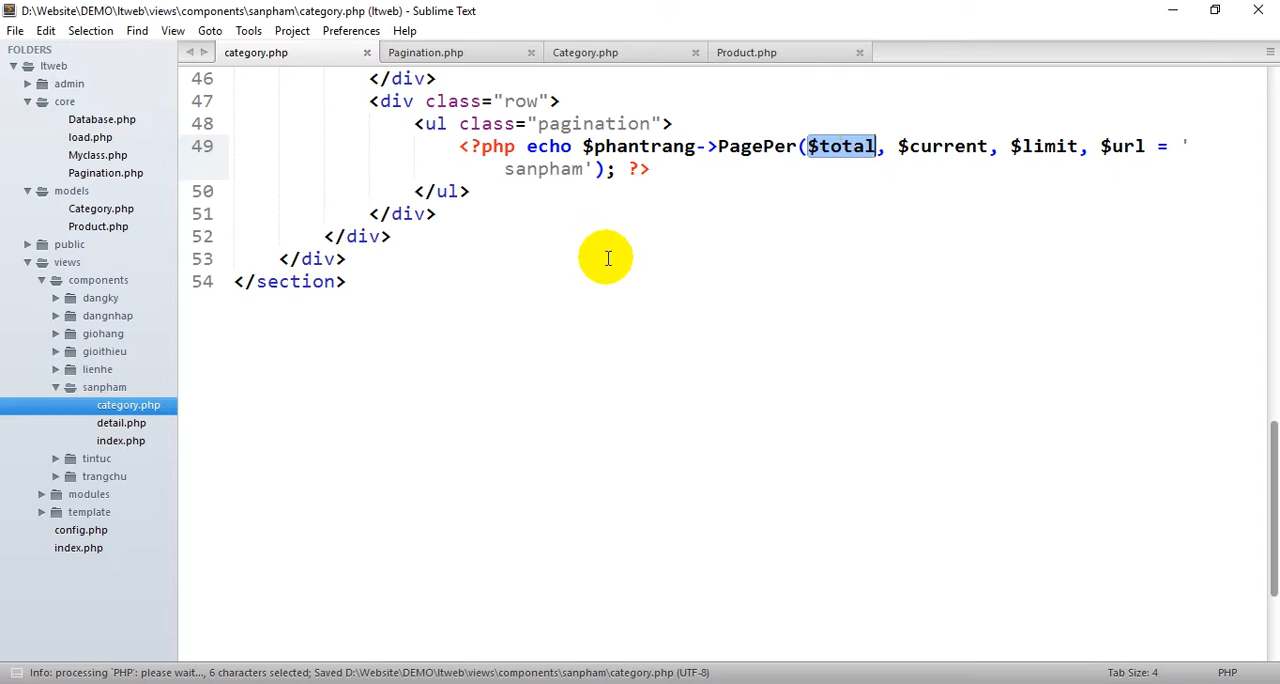 D:\Website\DEMO\ltweb\views\components\sanpham\category.php (ltweb) - Sublime Text
File Edit Selection Find View Goto Tools Project Preferences Help
FOLDERS
ltweb
admin
core
Database.php
load.php
Myclass.php
Pagination.php
models
Category.php
Product.php
public
views
components
dangky
dangnhap
giohang
gioithieu
lienhe
sanpham
category.php
detail.php
index.php
tintuc
trangchu
modules
template
config.php
index.php
category.php Pagination.php Category.php Product.php
46 </div>
47 <div class="row">
48 <ul class="pagination">
49 <?php echo $phantrang->PagePer($total, $current, $limit, $url = '
sanpham'); ?>
50 </ul>
51 </div>
52 </div>
53 </div>
54 </section>
Info: processing `PHP`: please wait..., 6 characters selected; Saved D:\Website\DEMO\ltweb\views\components\sanpham\category.php (UTF-8) Tab Size: 4 PHP